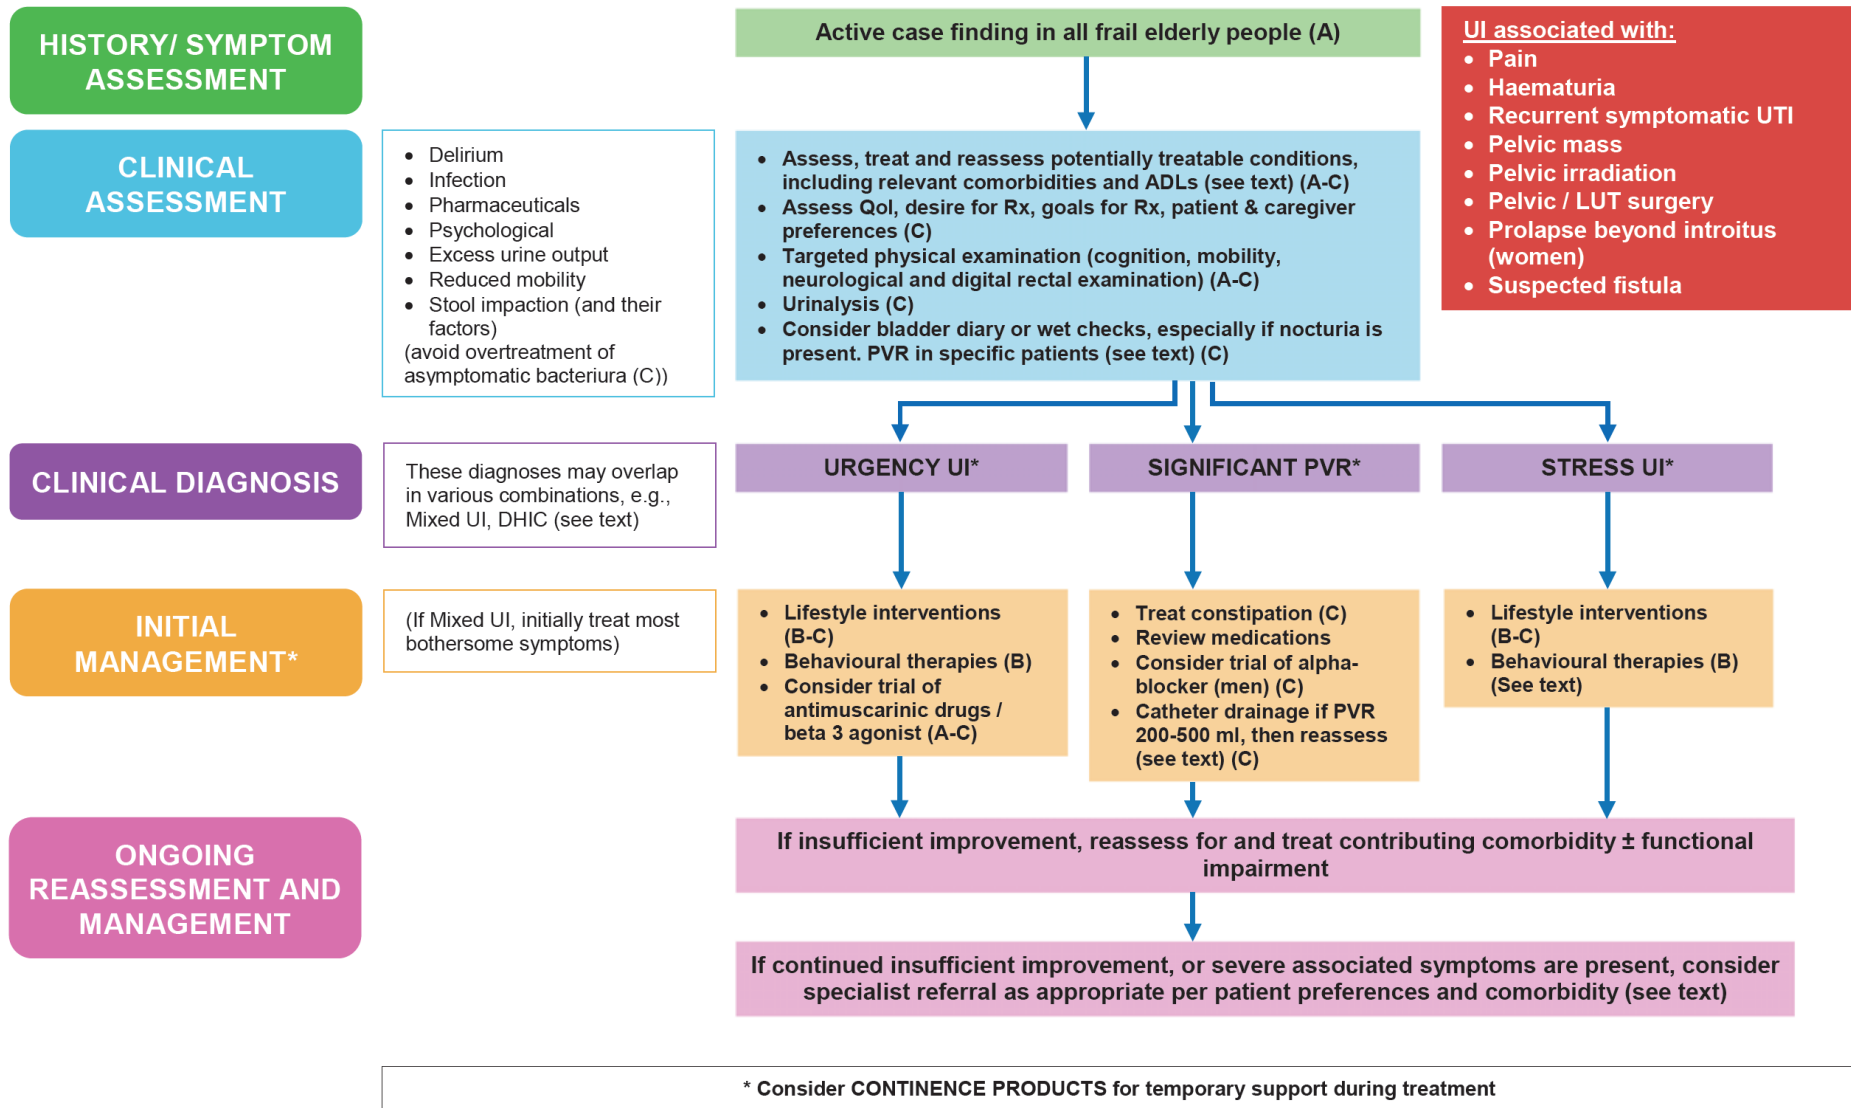 HISTORY/ SYMPTOM
ASSESSMENT
Active case finding in all frail elderly people (A)
UI associated with:
• Pain
• Haematuria
• Recurrent symptomatic UTI
• Pelvic mass
• Pelvic irradiation
• Pelvic / LUT surgery
• Prolapse beyond introitus
(women)
• Suspected fistula
CLINICAL
ASSESSMENT
• Delirium
• Infection
• Pharmaceuticals
• Psychological
• Excess urine output
• Reduced mobility
• Stool impaction (and their
factors)
(avoid overtreatment of
asymptomatic bacteriura (C))
• Assess, treat and reassess potentially treatable conditions,
including relevant comorbidities and ADLs (see text) (A-C)
• Assess Qol, desire for Rx, goals for Rx, patient & caregiver
preferences (C)
• Targeted physical examination (cognition, mobility,
neurological and digital rectal examination) (A-C)
• Urinalysis (C)
• Consider bladder diary or wet checks, especially if nocturia is
present. PVR in specific patients (see text) (C)
CLINICAL DIAGNOSIS
These diagnoses may overlap
in various combinations, e.g.,
Mixed UI, DHIC (see text)
URGENCY UI*
SIGNIFICANT PVR*
STRESS UI*
INITIAL
MANAGEMENT*
(If Mixed UI, initially treat most
bothersome symptoms)
• Lifestyle interventions
(B-C)
• Behavioural therapies (B)
• Consider trial of
antimuscarinic drugs /
beta 3 agonist (A-C)
• Treat constipation (C)
• Review medications
• Consider trial of alpha-
blocker (men) (C)
• Catheter drainage if PVR
200-500 ml, then reassess
(see text) (C)
• Lifestyle interventions
(B-C)
• Behavioural therapies (B)
(See text)
ONGOING
REASSESSMENT AND
MANAGEMENT
If insufficient improvement, reassess for and treat contributing comorbidity ± functional
impairment
If continued insufficient improvement, or severe associated symptoms are present, consider
specialist referral as appropriate per patient preferences and comorbidity (see text)
* Consider CONTINENCE PRODUCTS for temporary support during treatment